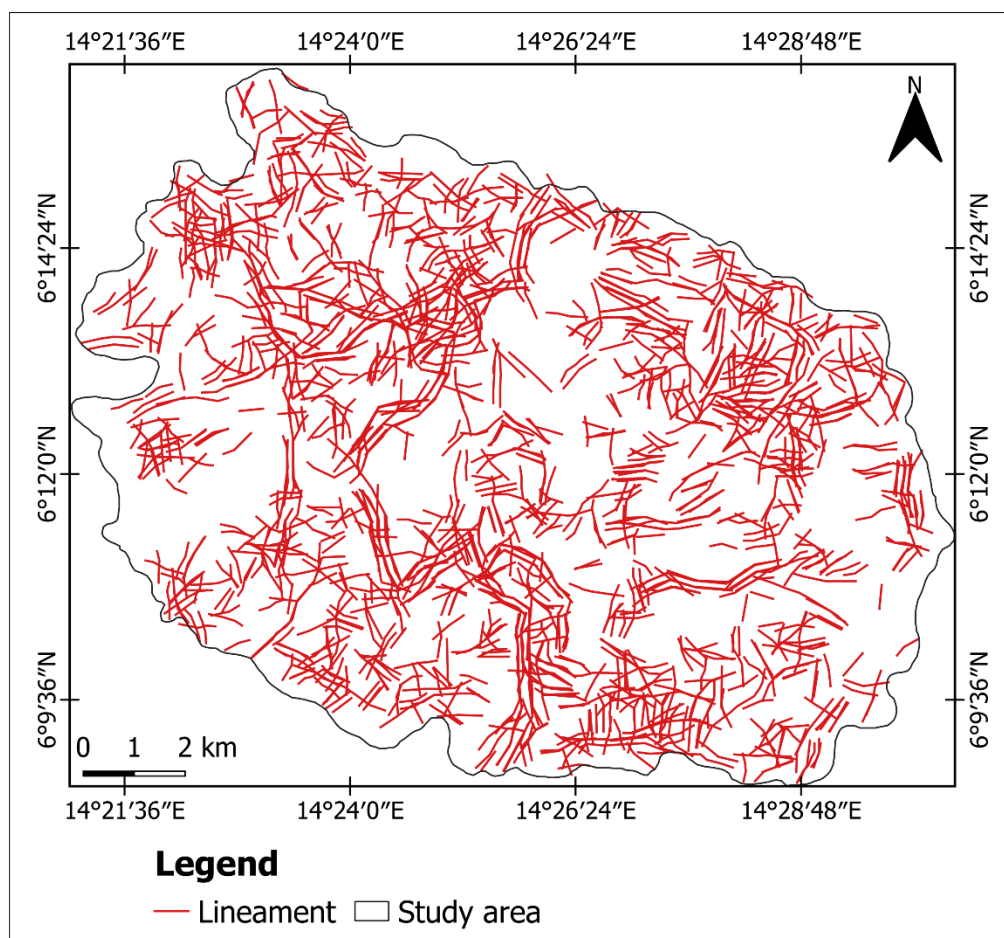 14°21′36″E 14°24′0″E 14°26′24″E 14°28′48″E
N
6°14′24″N 6°14′24″N
6°12′0″N 6°12′0″N
6°9′36″N 6°9′36″N
0 1 2 km
14°21′36″E 14°24′0″E 14°26′24″E 14°28′48″E
Legend
Lineament Study area